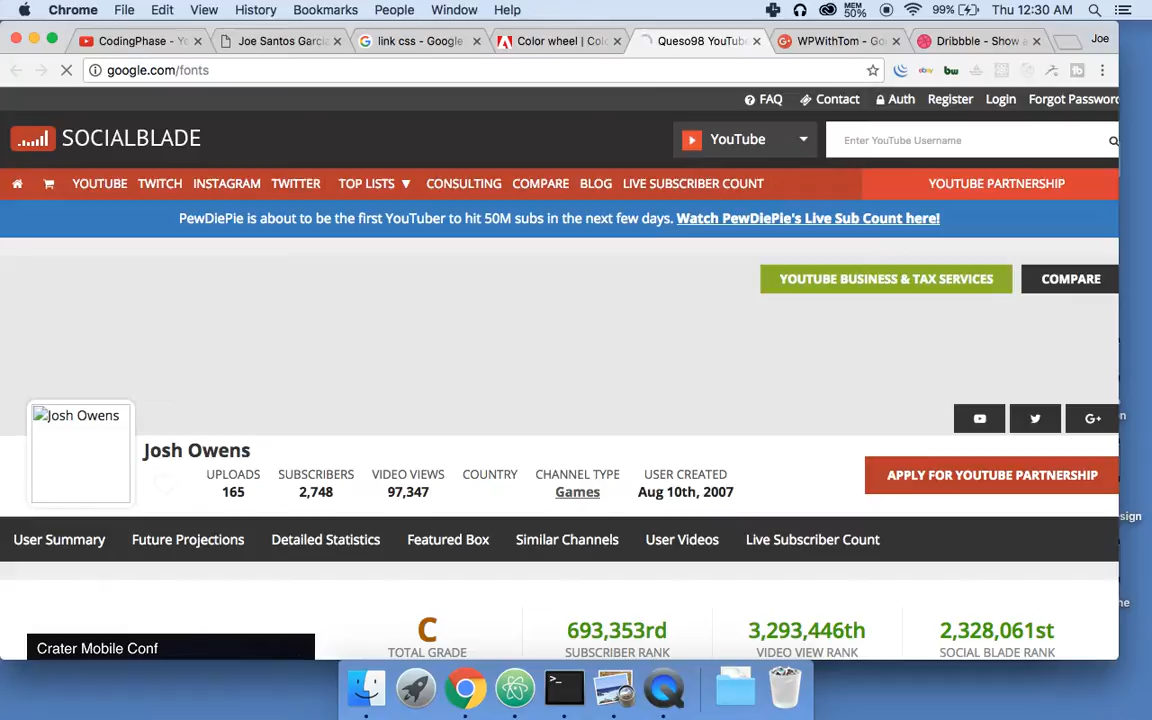 Chrome File Edit View History Bookmarks People Window Help MEM 50% 99% Thu 12:30 AM
CodingPhase - Yo Joe Santos Garcia link css - Google Color wheel | Col Queso98 YouTube WPWithTom - Go Dribbble - Show Joe
google.com/fonts
FAQ Contact Auth Register Login Forgot Password
SOCIALBLADE YouTube Enter YouTube Username
YOUTUBE TWITCH INSTAGRAM TWITTER TOP LISTS ▼ CONSULTING COMPARE BLOG LIVE SUBSCRIBER COUNT YOUTUBE PARTNERSHIP
PewDiePie is about to be the first YouTuber to hit 50M subs in the next few days. Watch PewDiePie's Live Sub Count here!
YOUTUBE BUSINESS & TAX SERVICES COMPARE
Josh Owens
Josh Owens
UPLOADS SUBSCRIBERS VIDEO VIEWS COUNTRY CHANNEL TYPE USER CREATED
165 2,748 97,347 Games Aug 10th, 2007
APPLY FOR YOUTUBE PARTNERSHIP
sign
User Summary Future Projections Detailed Statistics Featured Box Similar Channels User Videos Live Subscriber Count
C 693,353rd 3,293,446th 2,328,061st
Crater Mobile Conf
TOTAL GRADE SUBSCRIBER RANK VIDEO VIEW RANK SOCIAL BLADE RANK